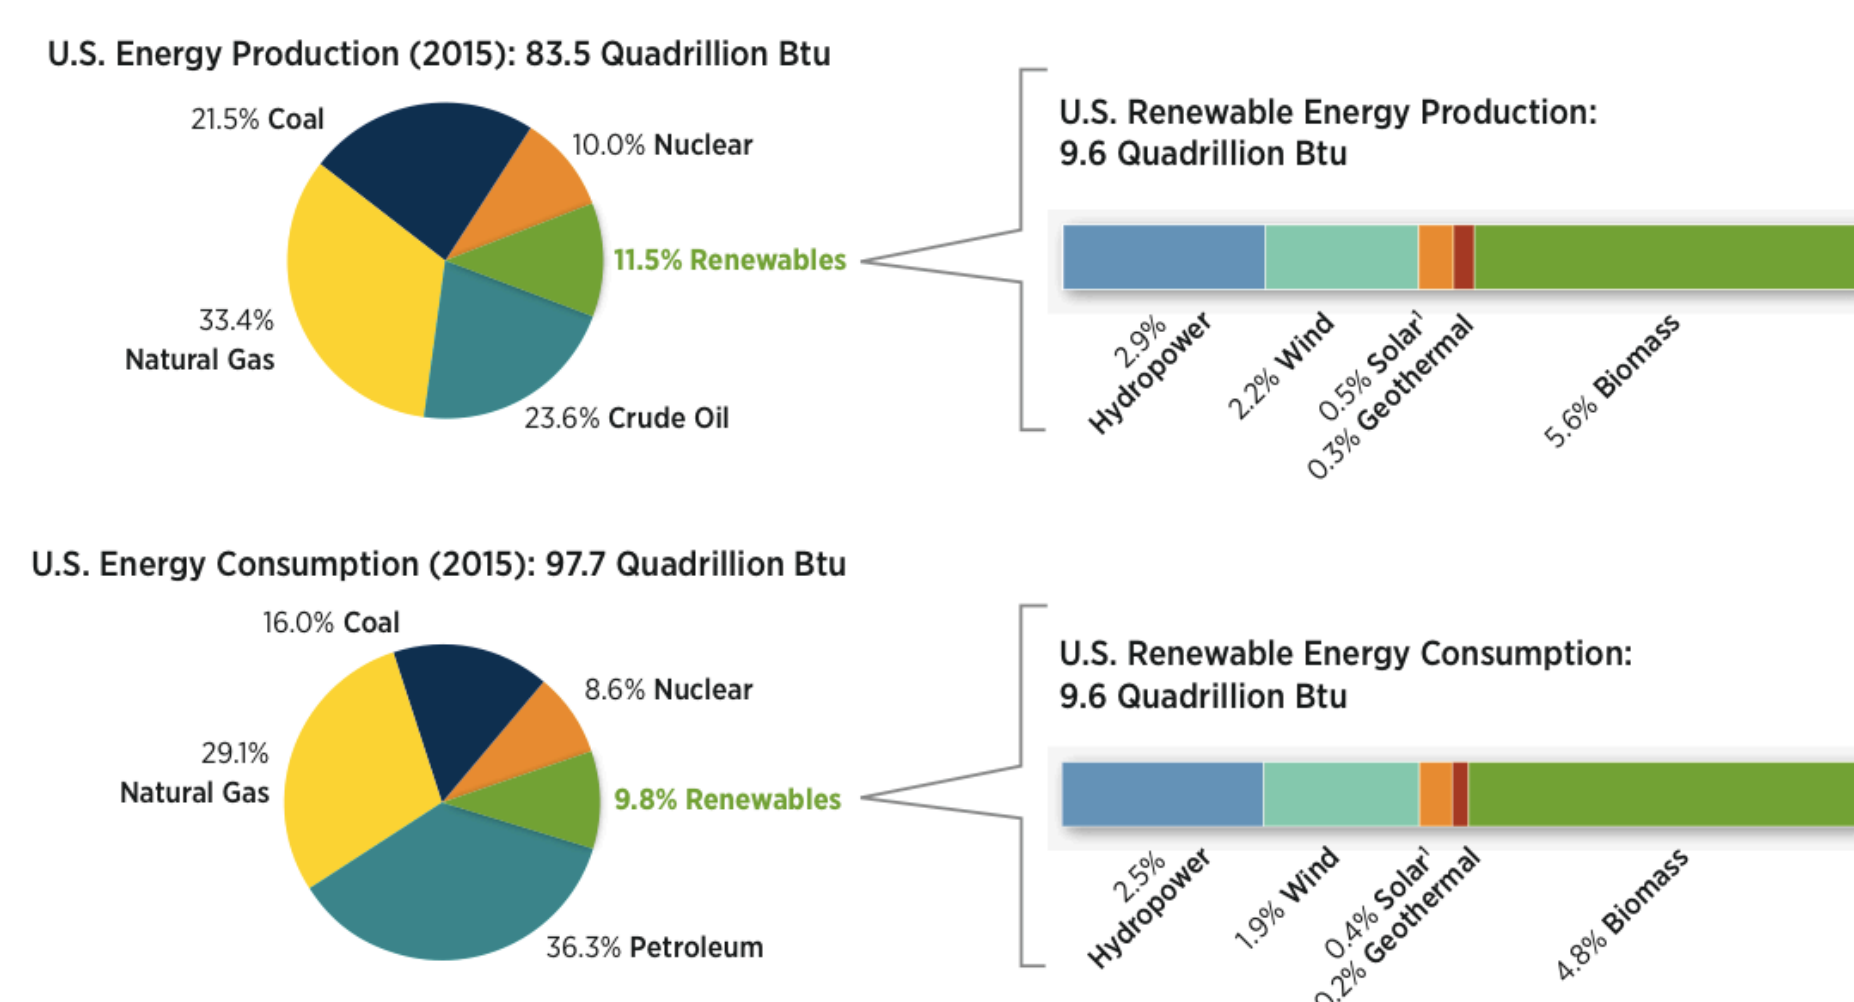 U.S. Energy Production (2015): 83.5 Quadrillion Btu
21.5% Coal
10.0% Nuclear
11.5% Renewables
33.4%
Natural Gas
23.6% Crude Oil
U.S. Renewable Energy Production:
9.6 Quadrillion Btu
2.9%
Hydropower
2.2% Wind
0.5% Solar¹
0.3% Geothermal
5.6% Biomass
U.S. Energy Consumption (2015): 97.7 Quadrillion Btu
16.0% Coal
8.6% Nuclear
9.8% Renewables
29.1%
Natural Gas
36.3% Petroleum
U.S. Renewable Energy Consumption:
9.6 Quadrillion Btu
2.5%
Hydropower
1.9% Wind
0.4% Solar¹
0.2% Geothermal
4.8% Biomass